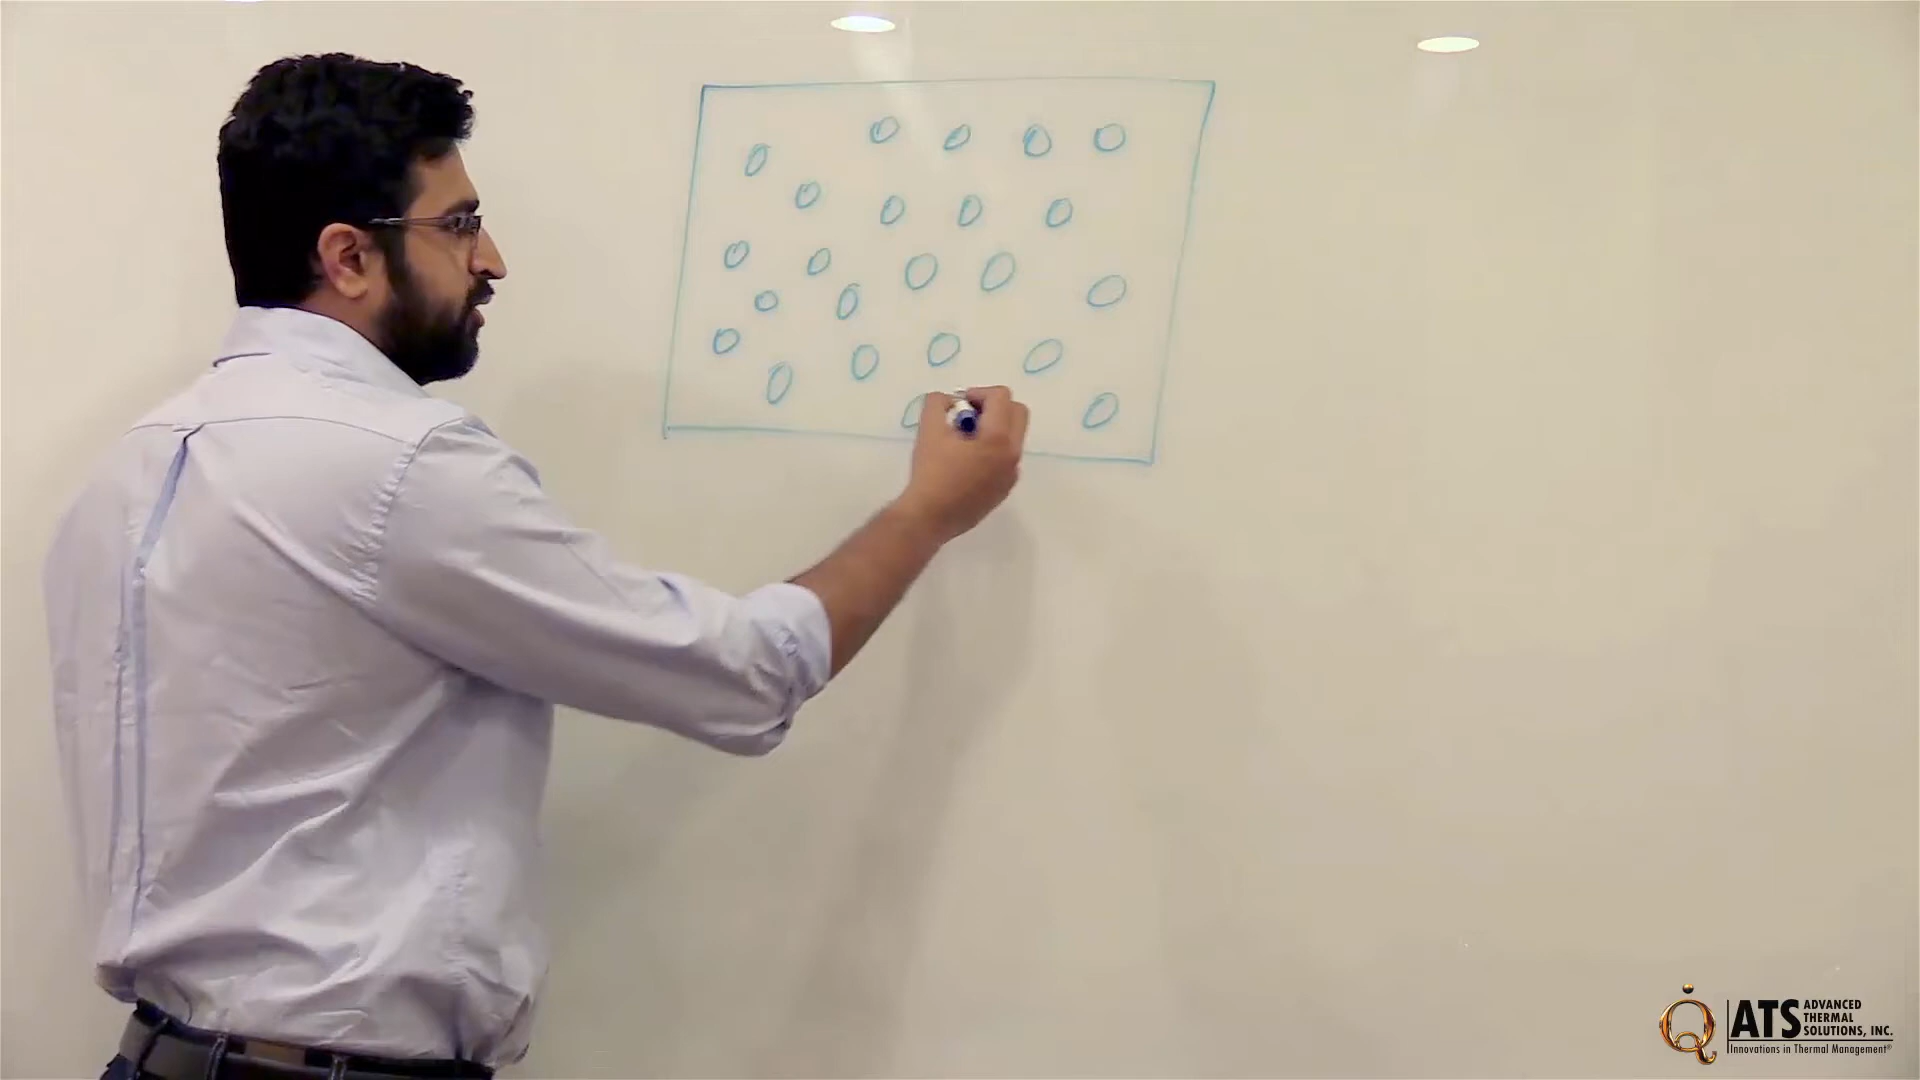 ATS ADVANCED
THERMAL
SOLUTIONS, INC.
Innovations in Thermal Management®